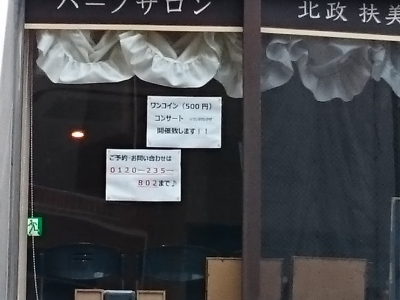 ハープサロン
北政 扶美
ワンコイン（500円）
コンサート
開催致します！！
ご予約・お問い合わせは
0120－235－
802まで♪